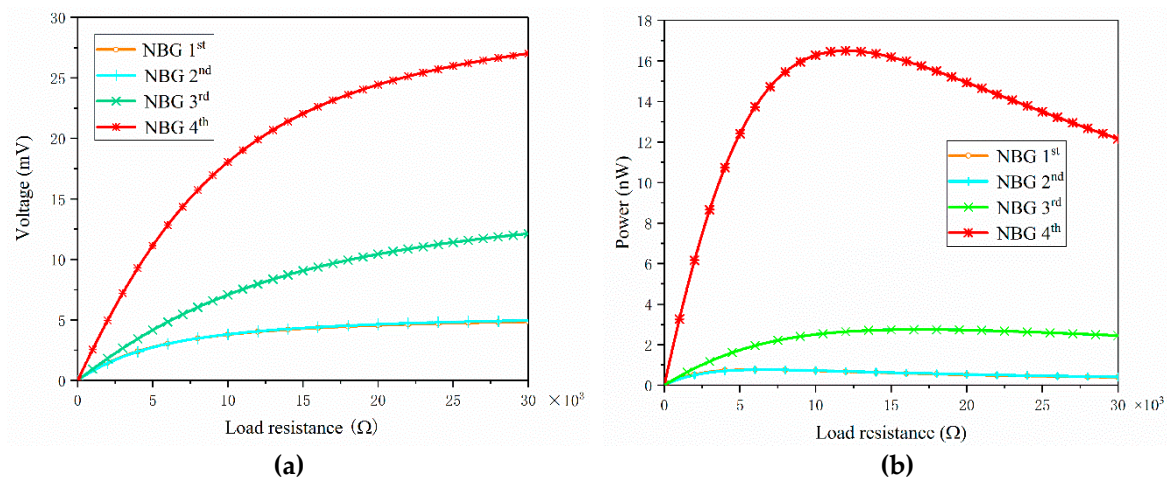 30
25
20
15
10
5
0
Voltage (mV)
NBG 1st
NBG 2nd
NBG 3rd
NBG 4th
0 5 10 15 20 25 30 ×10³
Load resistance (Ω)
(a)
18
16
14
12
10
8
6
4
2
0
Power (nW)
NBG 1st
NBG 2nd
NBG 3rd
NBG 4th
0 5 10 15 20 25 30 ×10³
Load resistance (Ω)
(b)